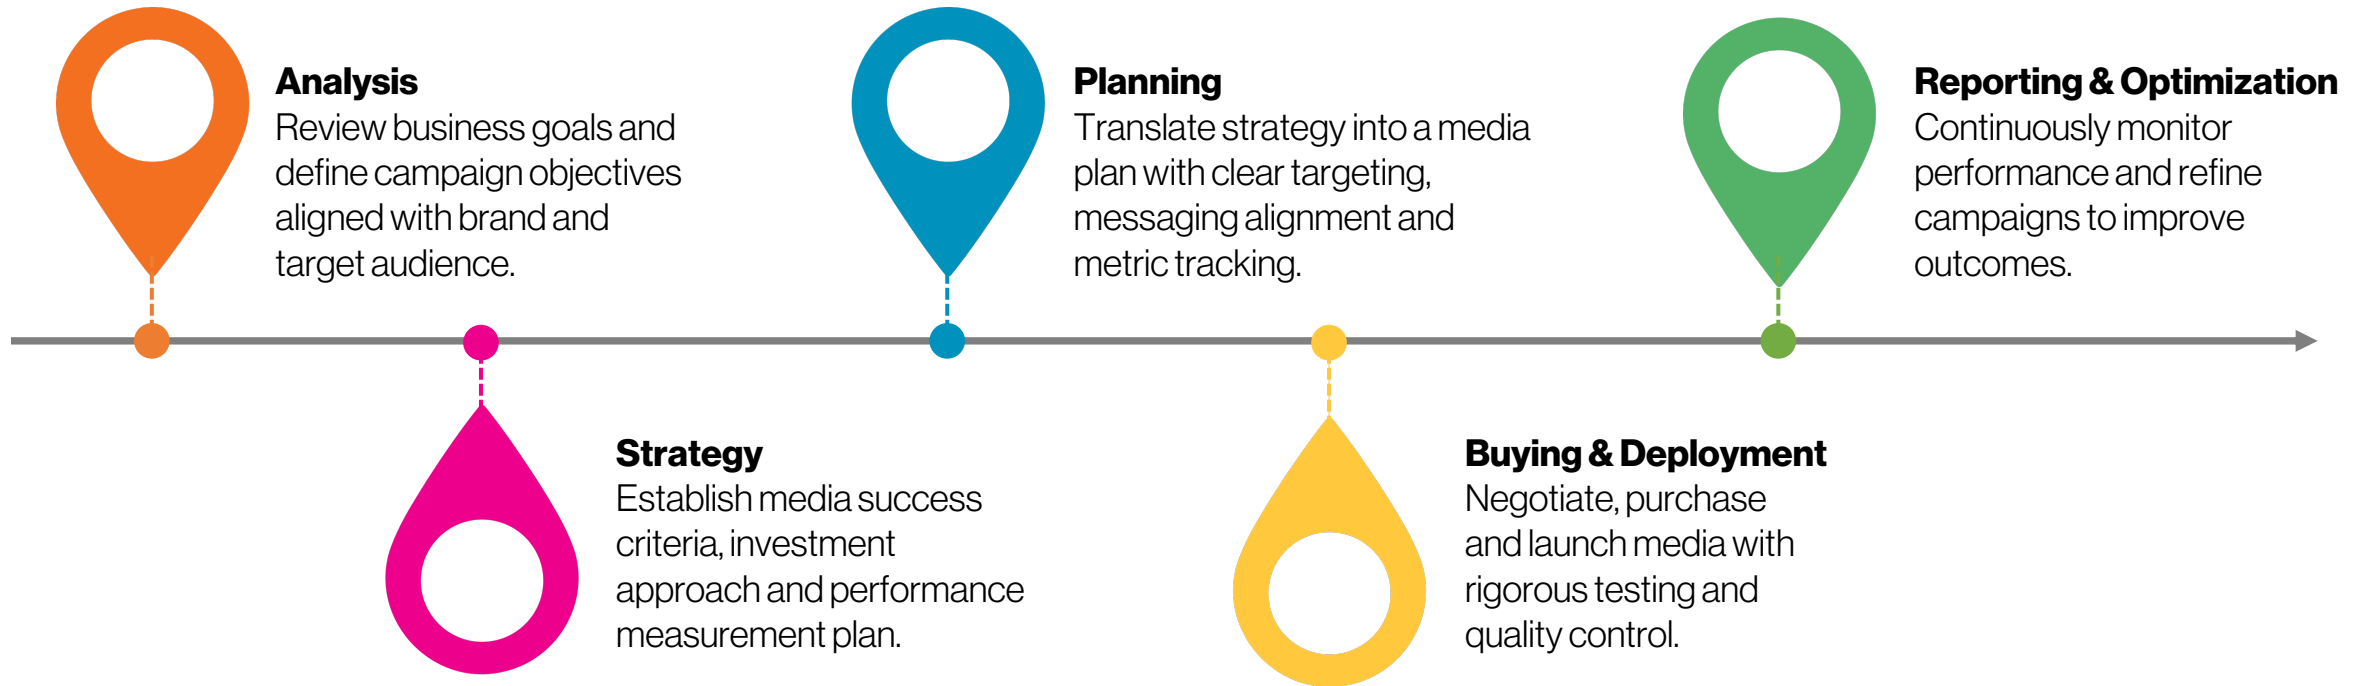 Analysis
Review business goals and
define campaign objectives
aligned with brand and
target audience.
Strategy
Establish media success
criteria, investment
approach and performance
measurement plan.
Planning
Translate strategy into a media
plan with clear targeting,
messaging alignment and
metric tracking.
Buying & Deployment
Negotiate, purchase
and launch media with
rigorous testing and
quality control.
Reporting & Optimization
Continuously monitor
performance and refine
campaigns to improve
outcomes.